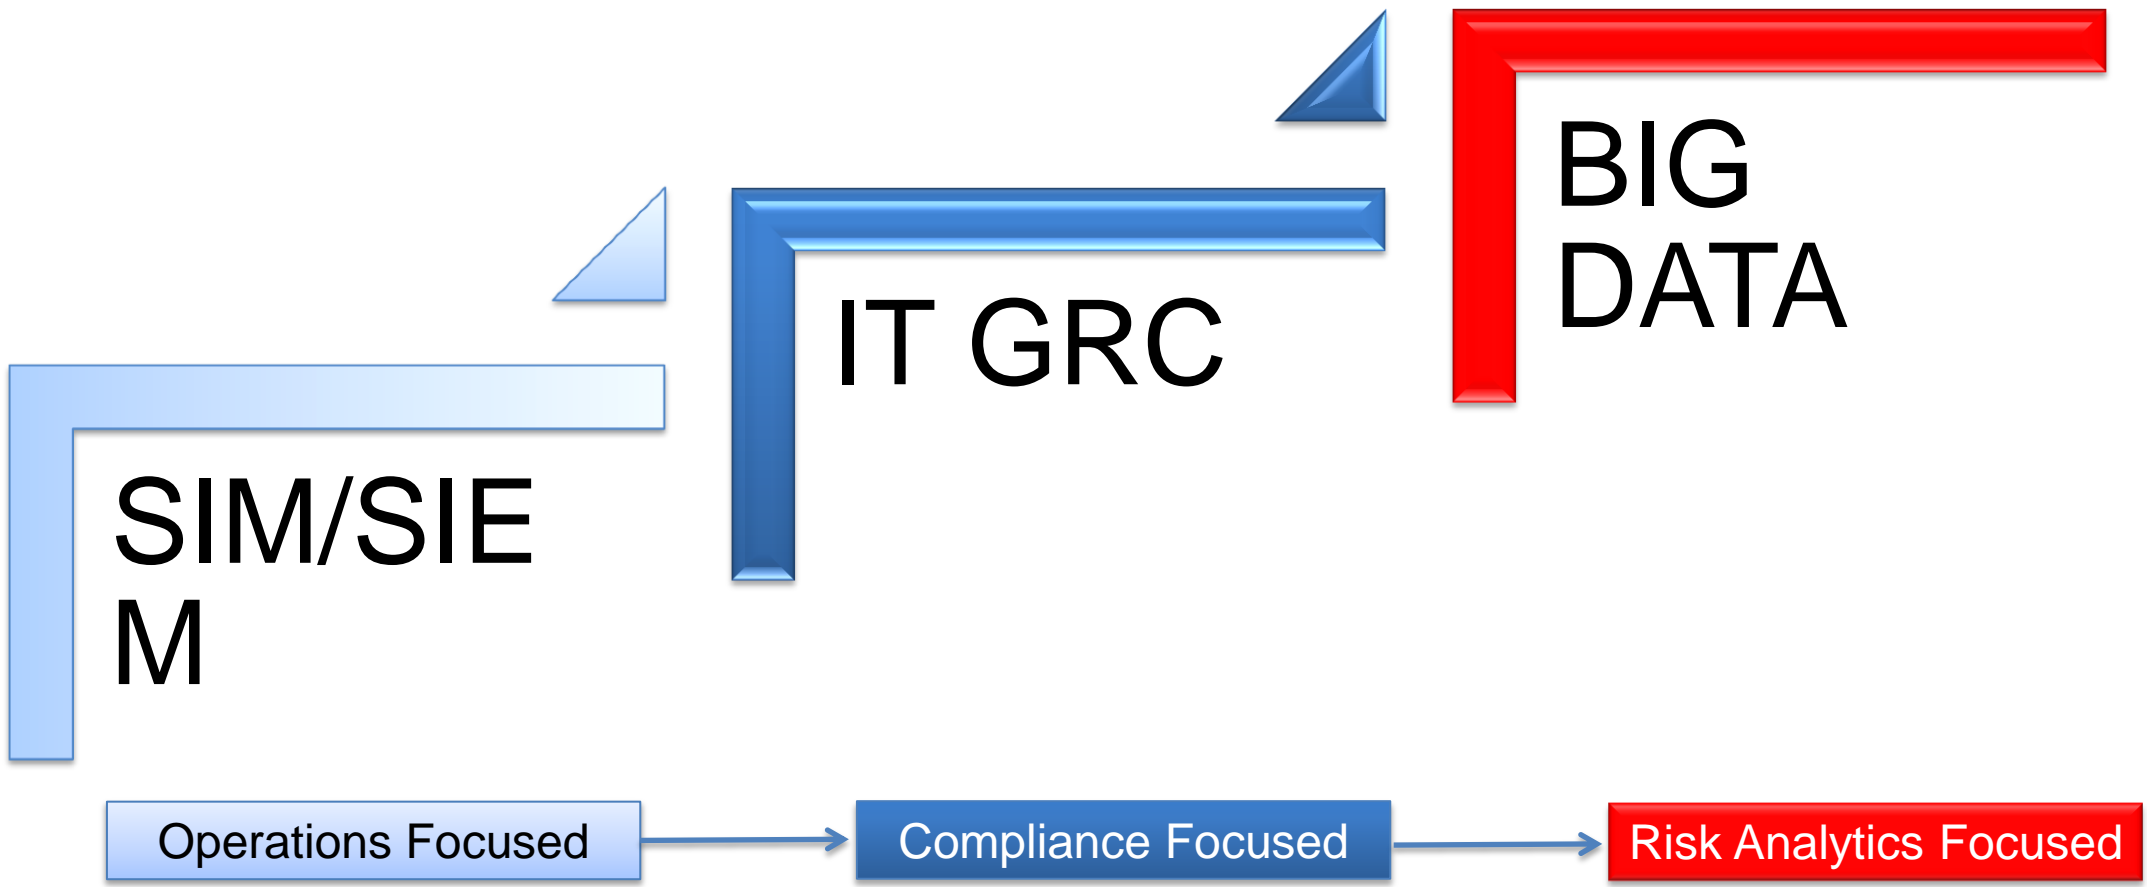 SIM/SIE
M
IT GRC
BIG
DATA
Operations Focused
Compliance Focused
Risk Analytics Focused